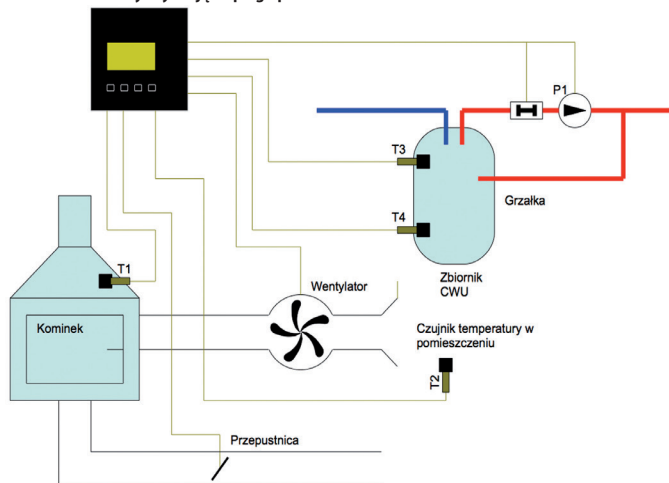 P1
T3
Grzałka
T4
T1
Wentylator
Zbiornik
CWU
Kominek
Czujnik temperatury w
pomieszczeniu
T2
Przepustnica